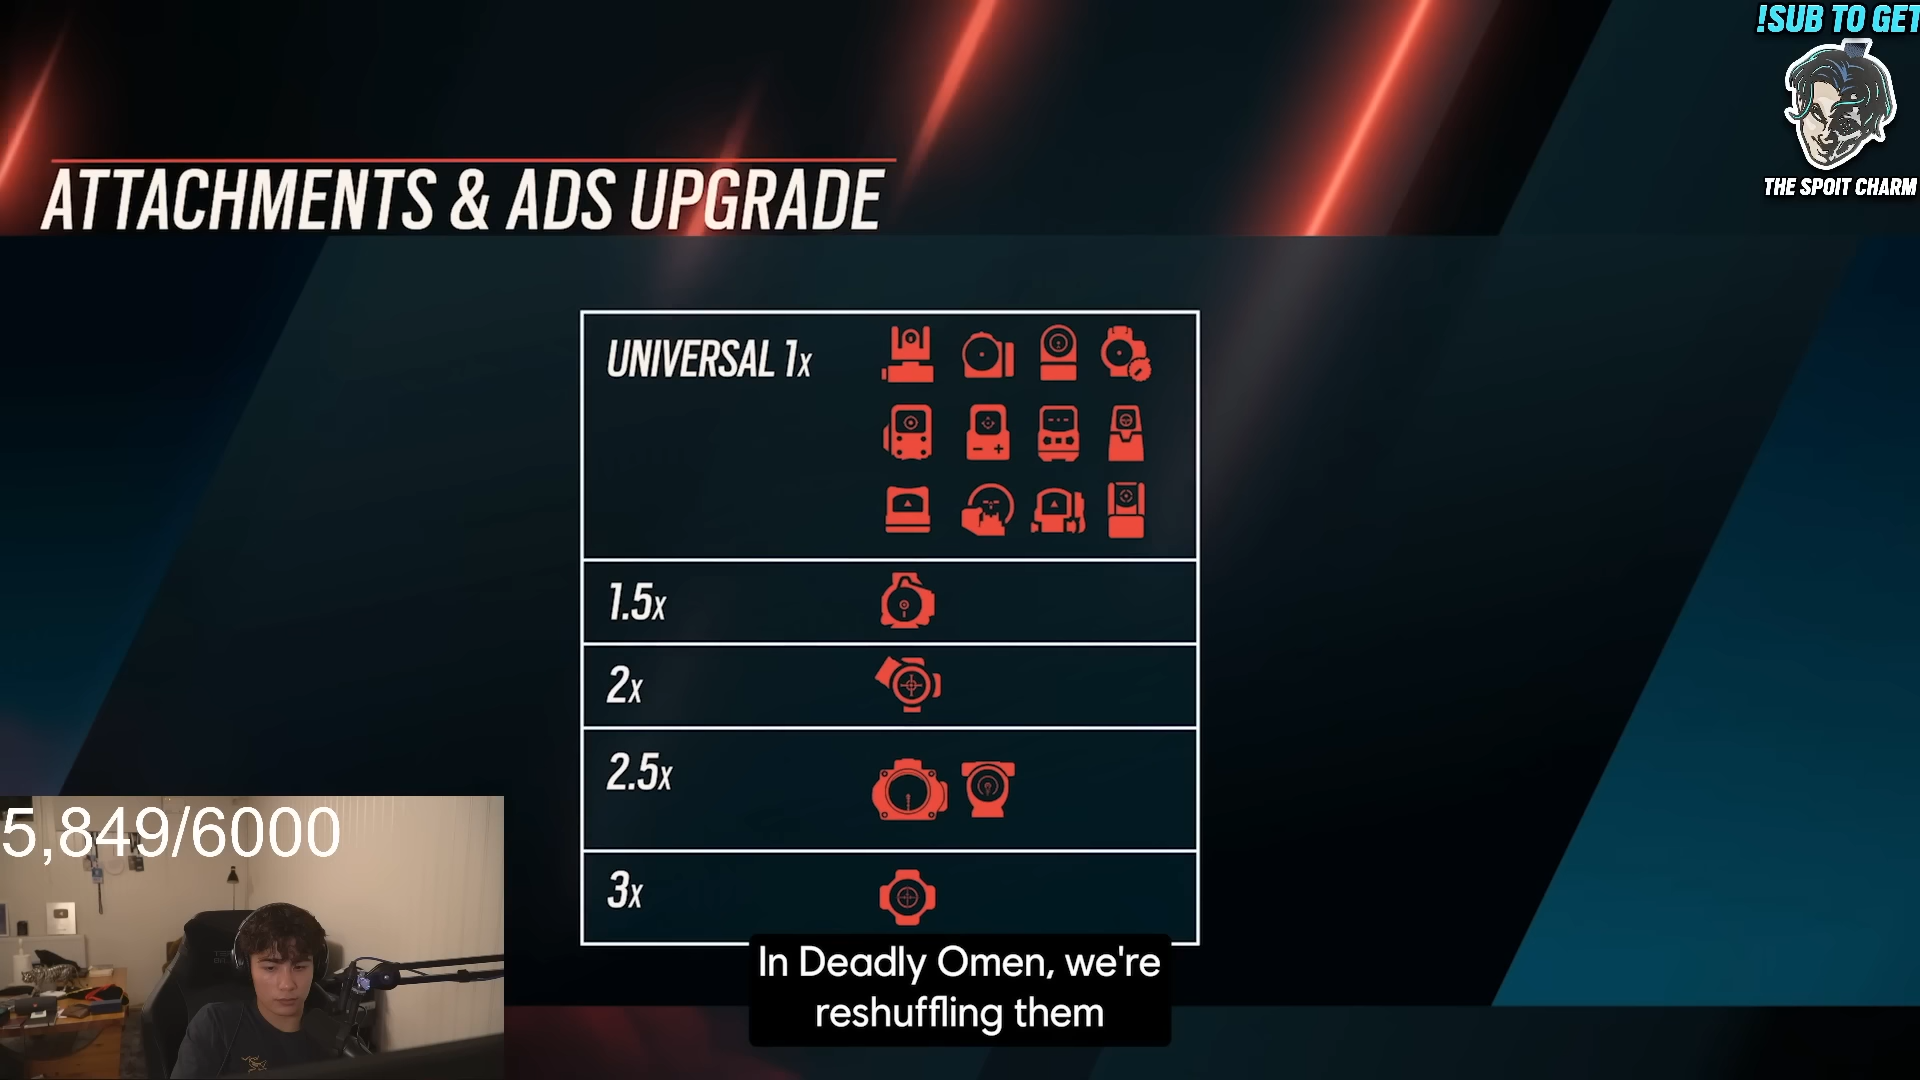 !SUB TO GET
THE SPOIT CHARM
ATTACHMENTS & ADS UPGRADE
UNIVERSAL 1x
1.5x
2x
2.5x
3x
5,849/6000
In Deadly Omen, we're
reshuffling them